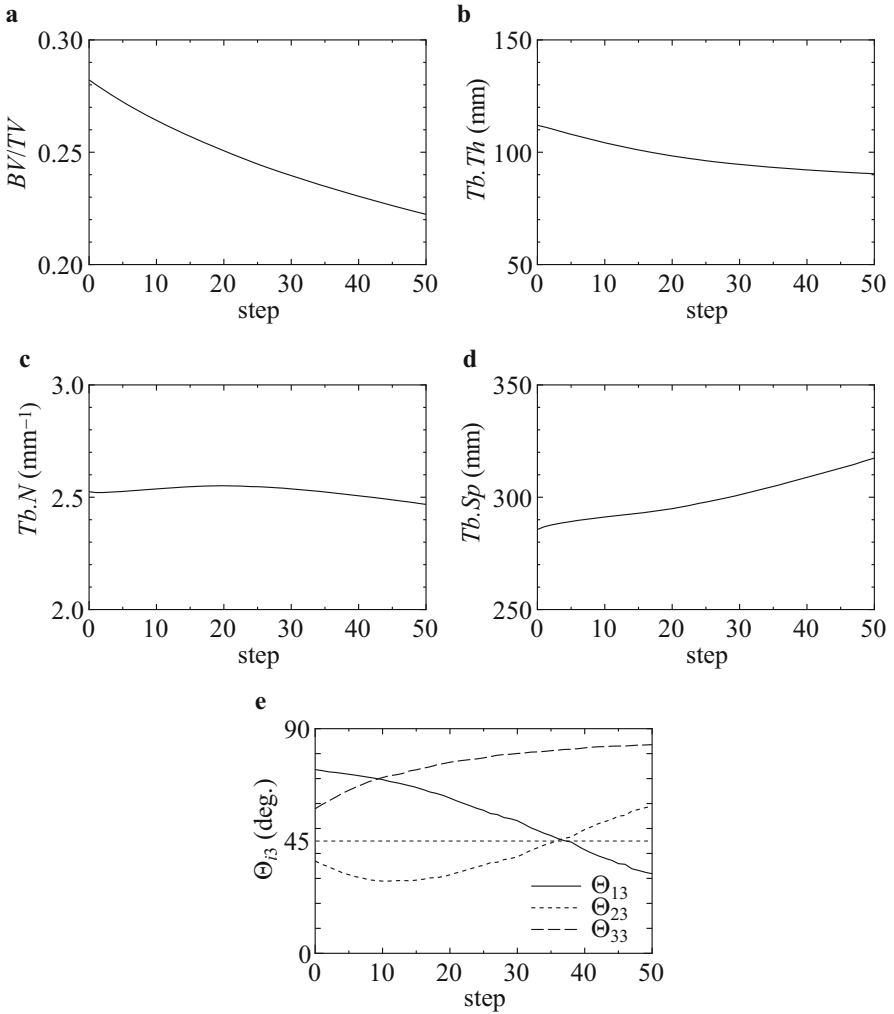 a
0.30
0.25
0.20
BV/TV
0 10 20 30 40 50
step
b
150
100
50
Tb.Th (mm)
0 10 20 30 40 50
step
c
3.0
2.5
2.0
Tb.N (mm⁻¹)
0 10 20 30 40 50
step
d
350
300
250
Tb.Sp (mm)
0 10 20 30 40 50
step
e
90
45
0
Θi3 (deg.)
Θ13
Θ23
Θ33
0 10 20 30 40 50
step